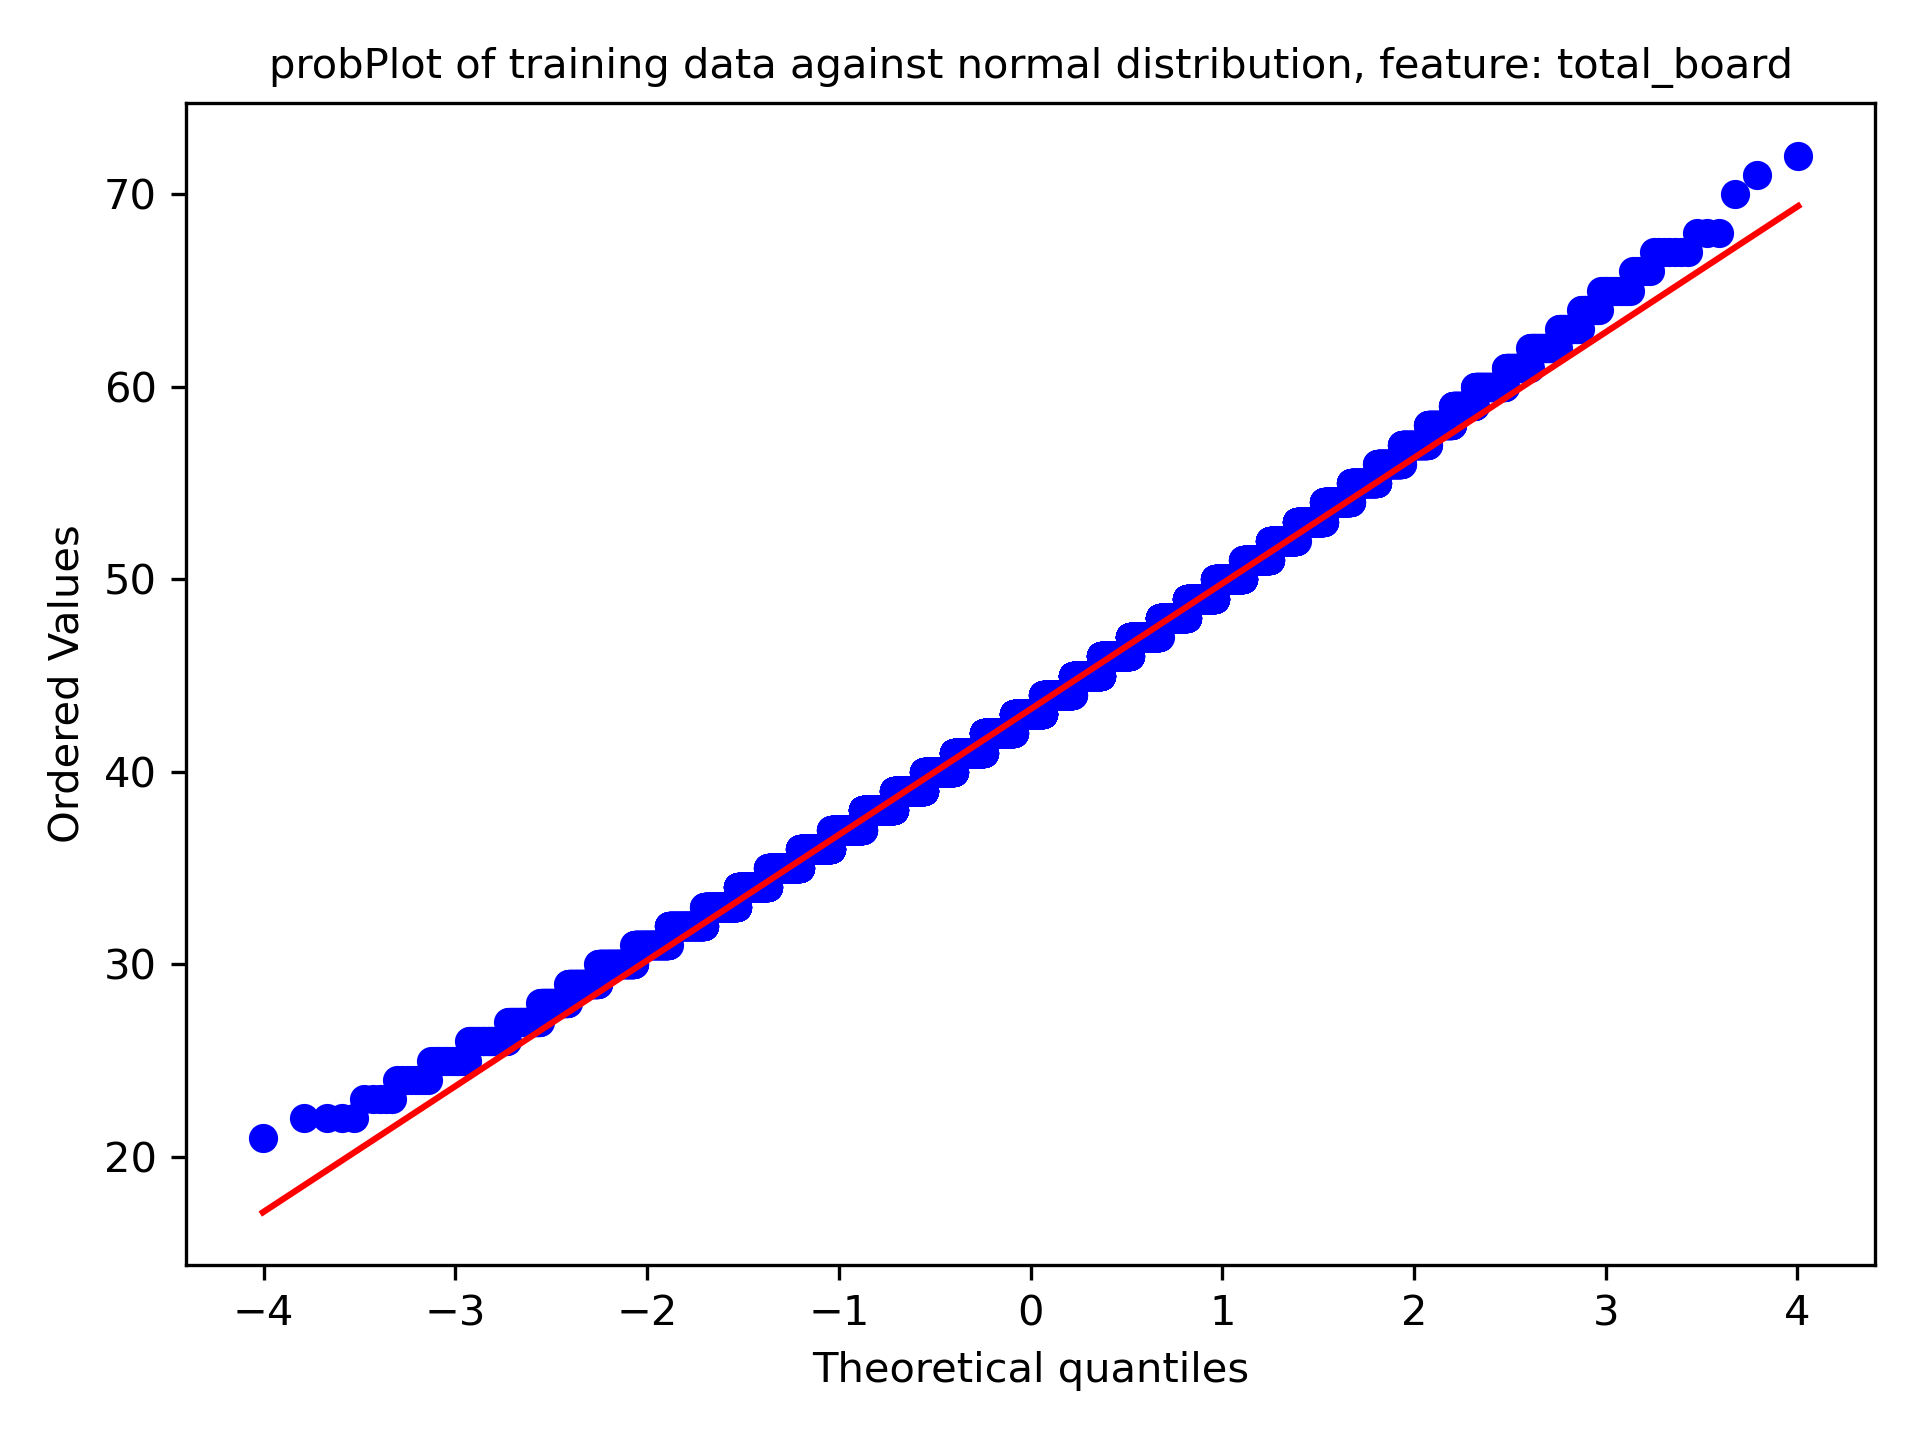 probPlot of training data against normal distribution, feature: total_board
70
60
50
40
30
20
Ordered Values
−4 −3 −2 −1 0 1 2 3 4
Theoretical quantiles